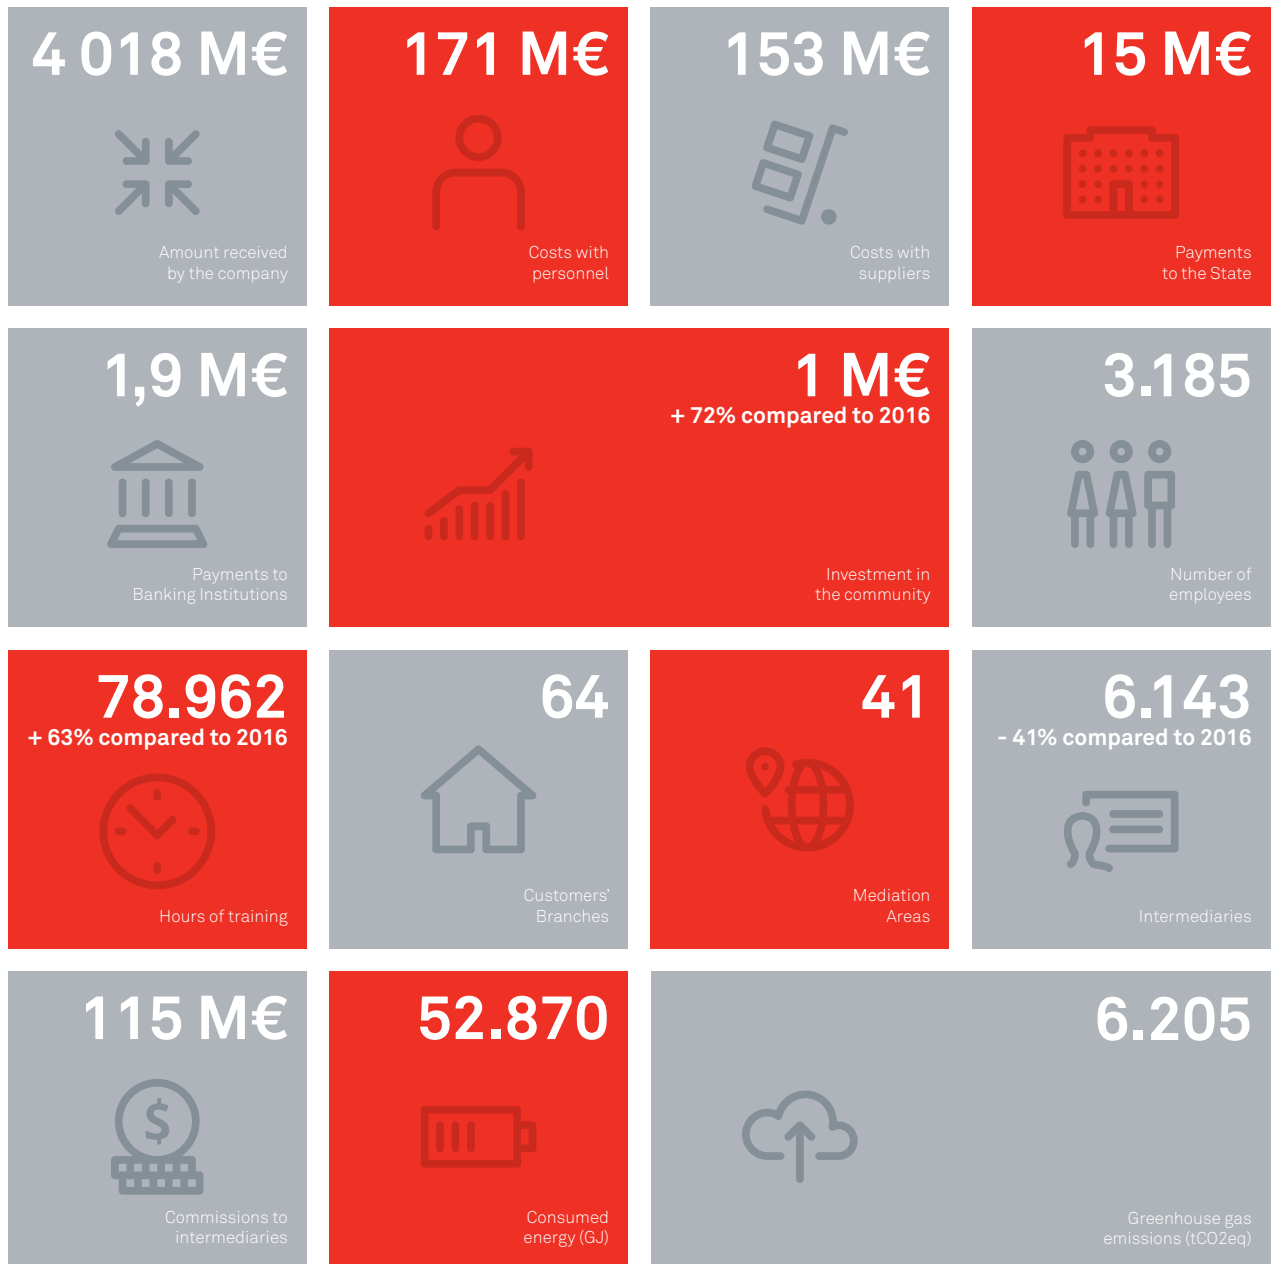 4 018 M€
Amount received
by the company
171 M€
Costs with
personnel
153 M€
Costs with
suppliers
15 M€
Payments
to the State
1,9 M€
Payments to
Banking Institutions
1 M€
+ 72% compared to 2016
Investment in
the community
3.185
Number of
employees
78.962
+ 63% compared to 2016
Hours of training
64
Customers'
Branches
41
Mediation
Areas
6.143
- 41% compared to 2016
Intermediaries
115 M€
$
Commissions to
intermediaries
52.870
Consumed
energy (GJ)
6.205
Greenhouse gas
emissions (tCO2eq)